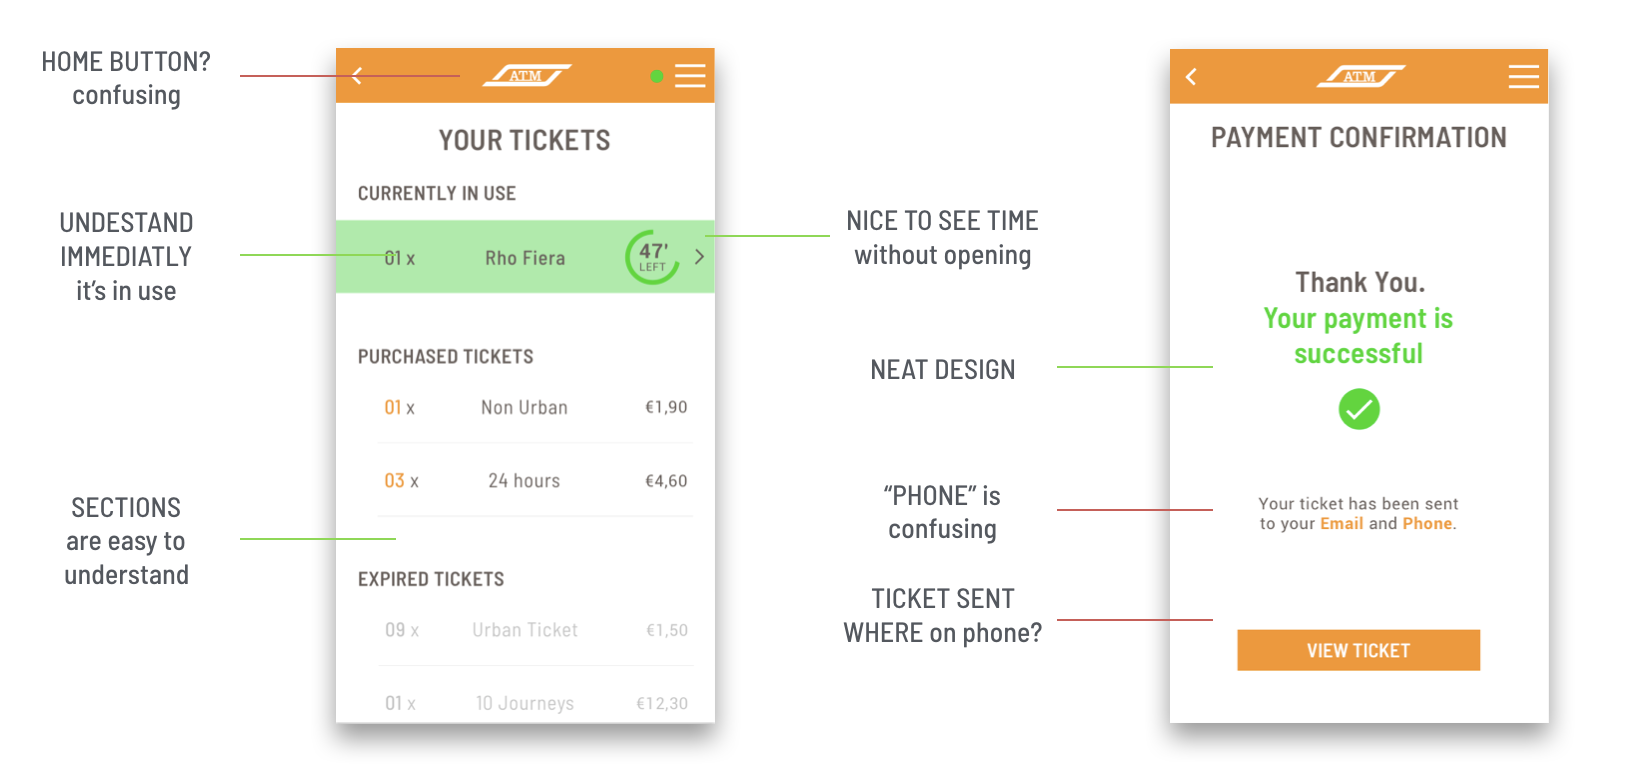 HOME BUTTON?
confusing
UNDESTAND
IMMEDIATLY
it's in use
SECTIONS
are easy to
understand
ATM
YOUR TICKETS
CURRENTLY IN USE
01 x Rho Fiera 47' LEFT
PURCHASED TICKETS
01 x Non Urban €1,90
03 x 24 hours €4,60
EXPIRED TICKETS
09 x Urban Ticket €1,50
01 x 10 Journeys €12,30
NICE TO SEE TIME
without opening
NEAT DESIGN
“PHONE” is
confusing
TICKET SENT
WHERE on phone?
ATM
PAYMENT CONFIRMATION
Thank You.
Your payment is
successful
Your ticket has been sent
to your Email and Phone.
VIEW TICKET